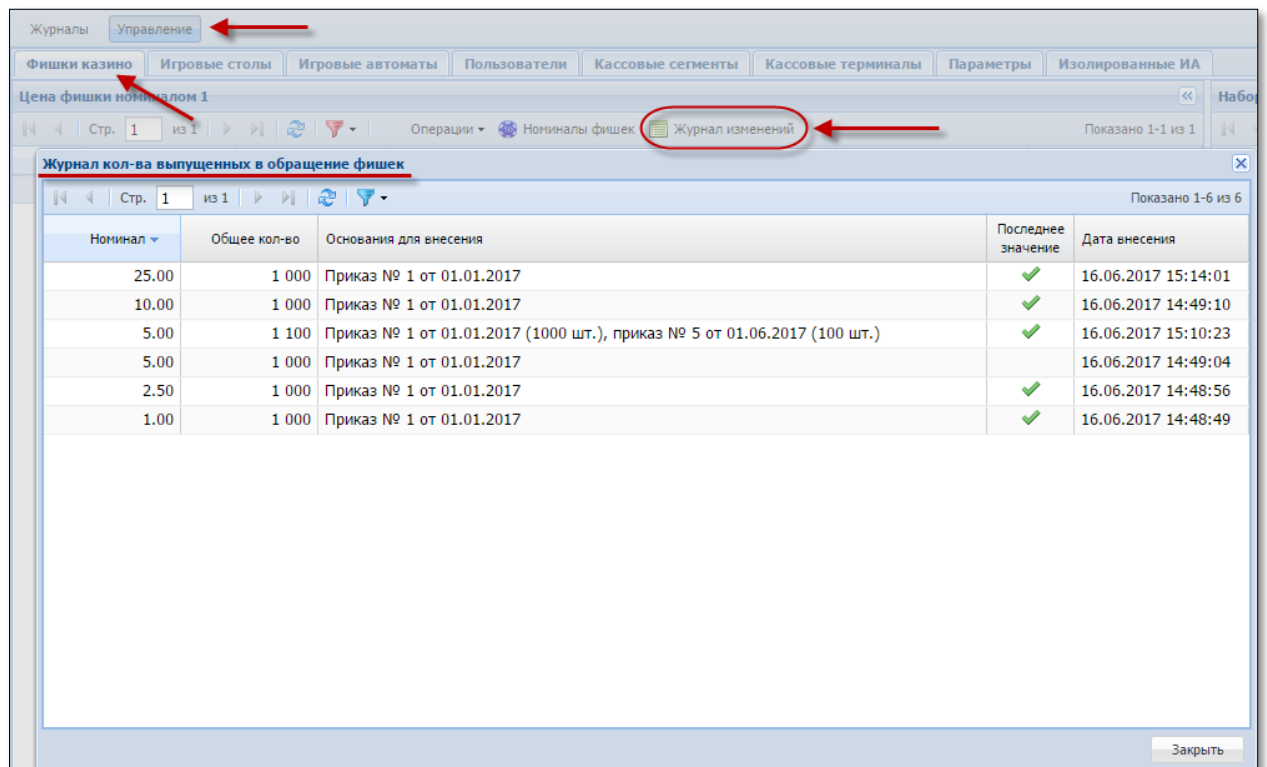 Журналы Управление
Фишки казино Игровые столы Игровые автоматы Пользователи Кассовые сегменты Кассовые терминалы Параметры Изолированные ИА
Цена фишки номиналом 1
Стр. 1 из 1 Операции Номиналы фишек Журнал изменений Показано 1-1 из 1
Журнал кол-ва выпущенных в обращение фишек
Стр. 1 из 1 Показано 1-6 из 6
Номинал Общее кол-во Основания для внесения Последнее значение Дата внесения
25.00 1 000 Приказ № 1 от 01.01.2017 16.06.2017 15:14:01
10.00 1 000 Приказ № 1 от 01.01.2017 16.06.2017 14:49:10
5.00 1 100 Приказ № 1 от 01.01.2017 (1000 шт.), приказ № 5 от 01.06.2017 (100 шт.) 16.06.2017 15:10:23
5.00 1 000 Приказ № 1 от 01.01.2017 16.06.2017 14:49:04
2.50 1 000 Приказ № 1 от 01.01.2017 16.06.2017 14:48:56
1.00 1 000 Приказ № 1 от 01.01.2017 16.06.2017 14:48:49
Закрыть